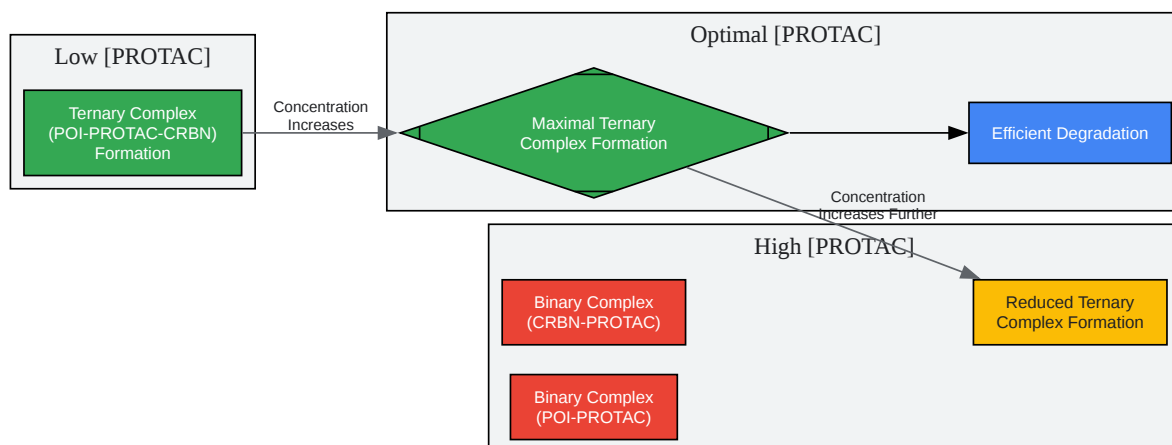 Low [PROTAC]
Ternary Complex
(POI-PROTAC-CRBN)
Formation
Concentration
Increases
Optimal [PROTAC]
Maximal Ternary
Complex Formation
Efficient Degradation
Concentration
Increases Further
High [PROTAC]
Binary Complex
(CRBN-PROTAC)
Reduced Ternary
Complex Formation
Binary Complex
(POI-PROTAC)